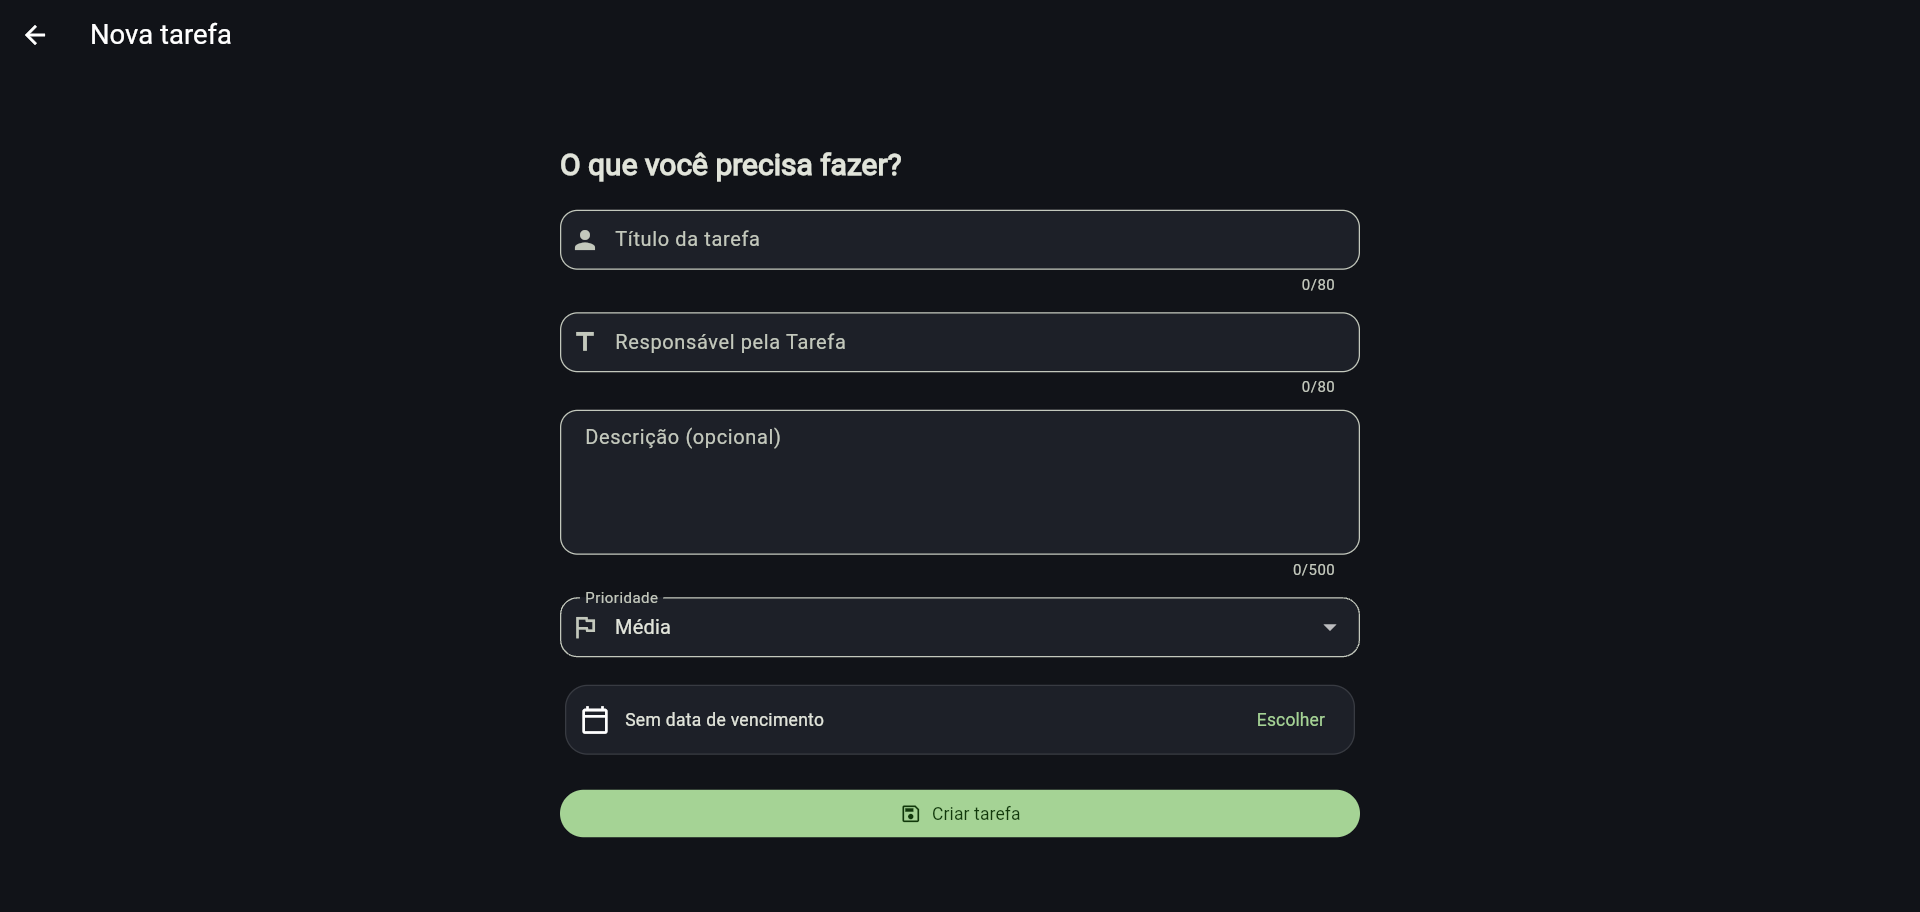 Nova tarefa
O que você precisa fazer?
Título da tarefa
0/80
Responsável pela Tarefa
0/80
Descrição (opcional)
0/500
Prioridade
Média
Sem data de vencimento Escolher
Criar tarefa